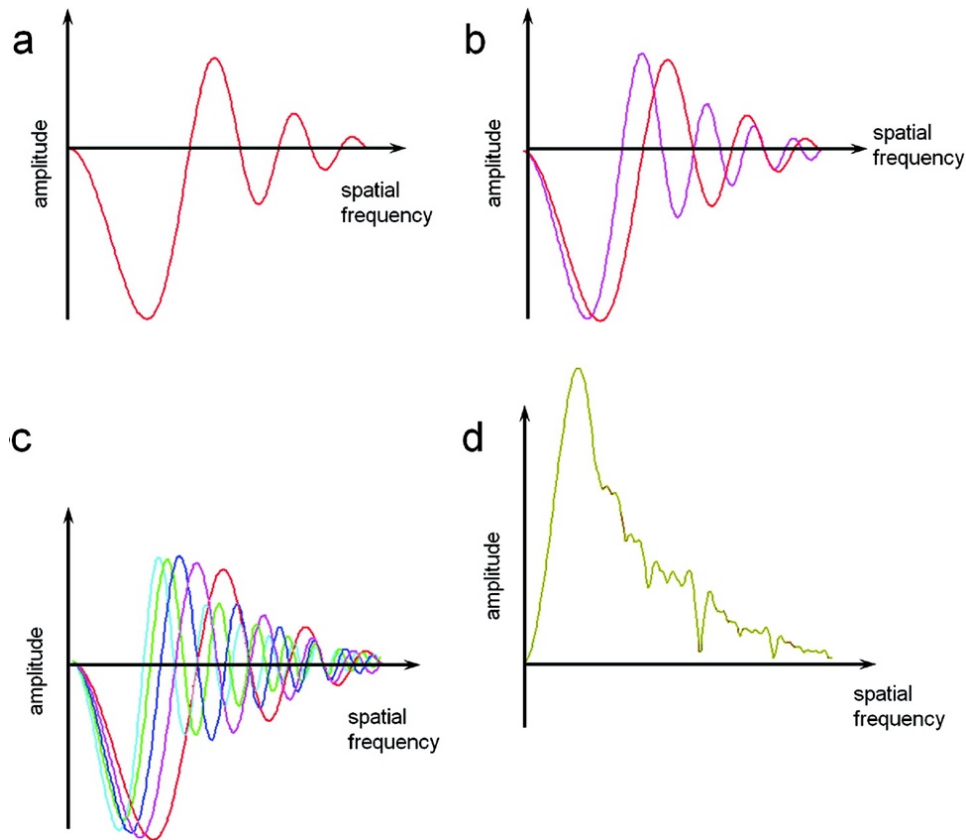 a
amplitude
spatial
frequency
b
amplitude
spatial
frequency
c
amplitude
spatial
frequency
d
amplitude
spatial
frequency